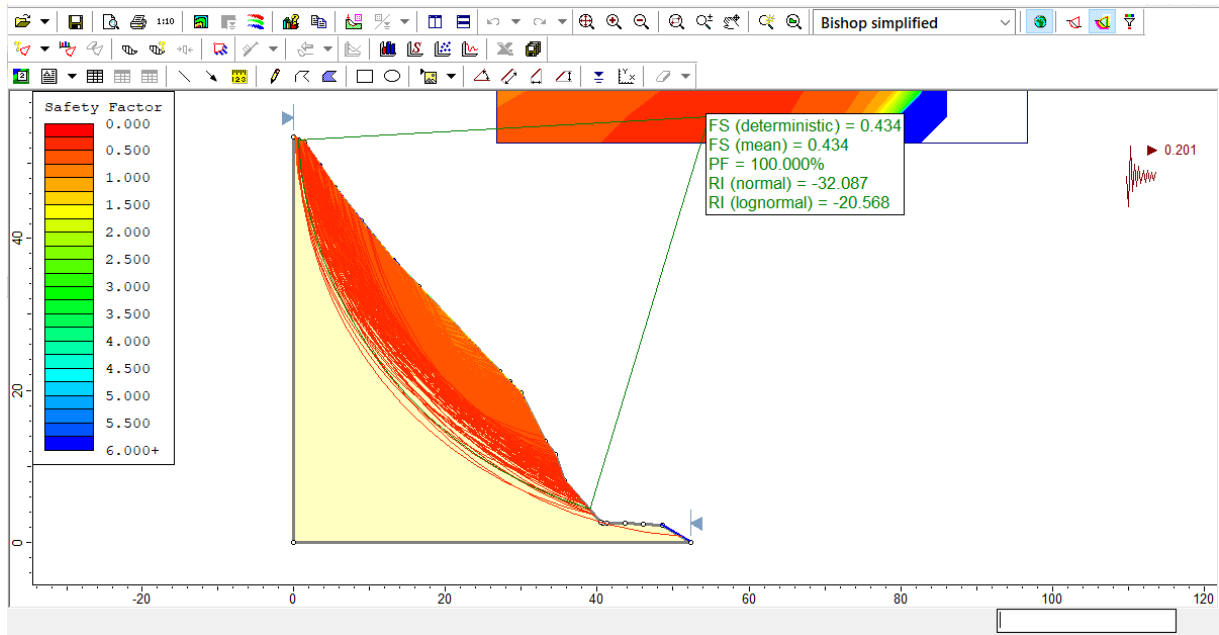 1:10
Bishop simplified
123
Safety Factor
0.000
0.500
1.000
1.500
2.000
2.500
3.000
3.500
4.000
4.500
5.000
5.500
6.000+
FS (deterministic) = 0.434
FS (mean) = 0.434
PF = 100.000%
RI (normal) = -32.087
RI (lognormal) = -20.568
0.201
40
20
0
-20 0 20 40 60 80 100 120